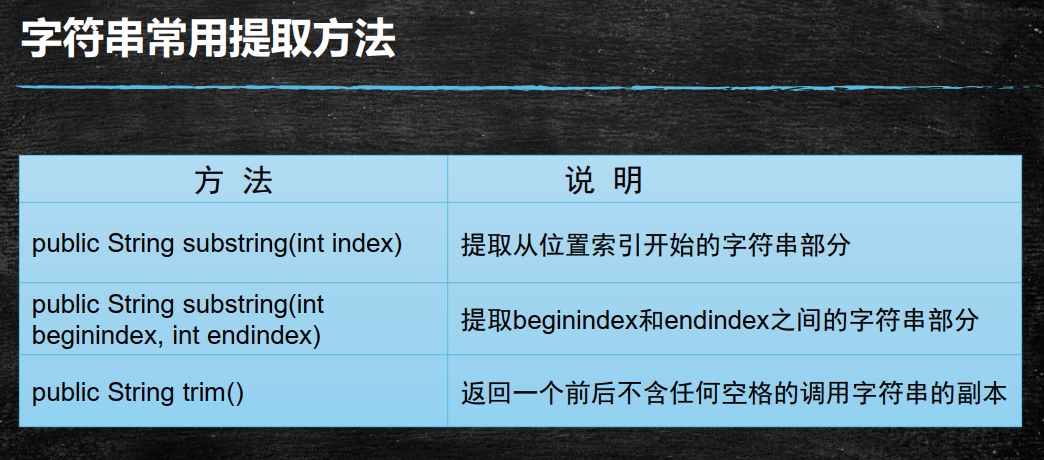 字符串常用提取方法
方 法
说 明
public String substring(int index)
提取从位置索引开始的字符串部分
public String substring(int
beginindex, int endindex)
提取beginindex和endindex之间的字符串部分
public String trim()
返回一个前后不含任何空格的调用字符串的副本